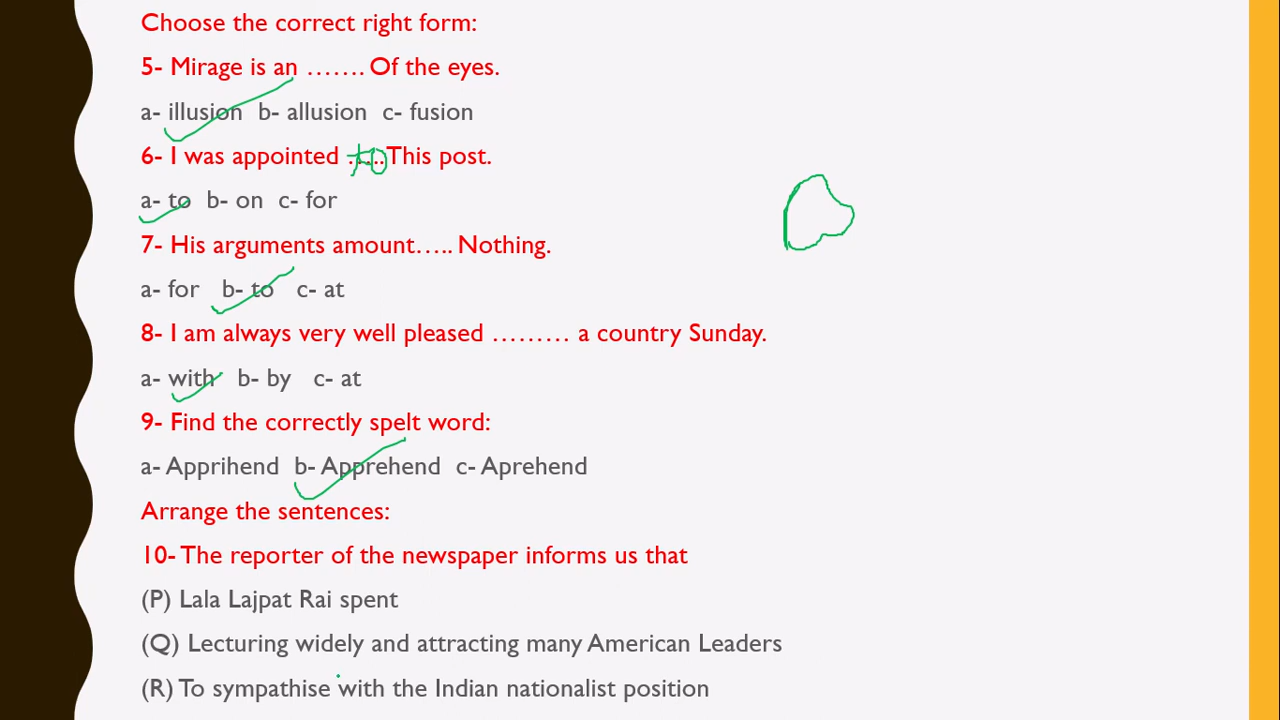 Choose the correct right form:
5- Mirage is an ……. Of the eyes.
a- illusion b- allusion c- fusion
6- I was appointed ..to.. This post.
a- to b- on c- for
7- His arguments amount….. Nothing.
a- for b- to c- at
8- I am always very well pleased ……… a country Sunday.
a- with b- by c- at
9- Find the correctly spelt word:
a- Apprihend b- Apprehend c- Aprehend
Arrange the sentences:
10- The reporter of the newspaper informs us that
(P) Lala Lajpat Rai spent
(Q) Lecturing widely and attracting many American Leaders
(R) To sympathise with the Indian nationalist position